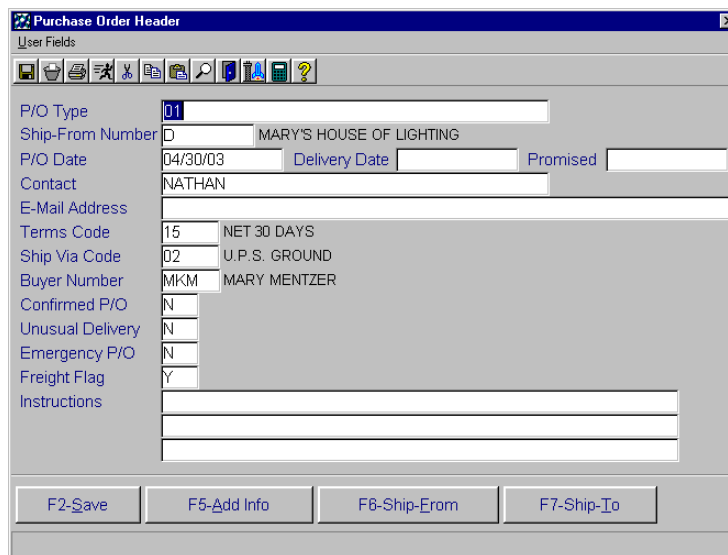 Purchase Order Header
User Fields
P/O Type 01
Ship-From Number D MARY'S HOUSE OF LIGHTING
P/O Date 04/30/03 Delivery Date Promised
Contact NATHAN
E-Mail Address
Terms Code 15 NET 30 DAYS
Ship Via Code 02 U.P.S. GROUND
Buyer Number MKM MARY MENTZER
Confirmed P/O N
Unusual Delivery N
Emergency P/O N
Freight Flag Y
Instructions
F2-Save F5-Add Info F6-Ship-From F7-Ship-To